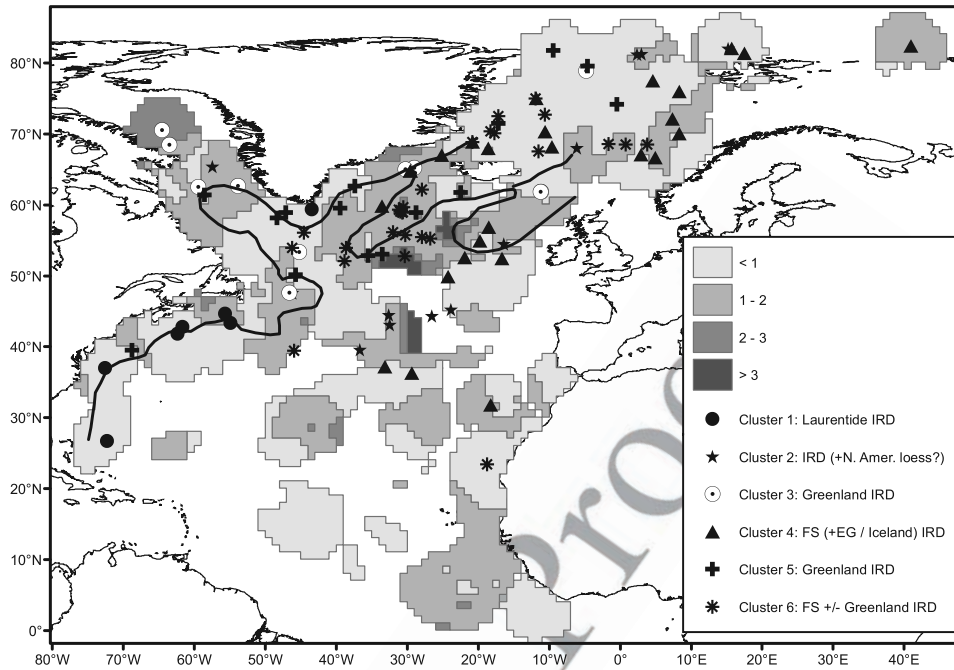 80°N
70°N
60°N
50°N
40°N
30°N
20°N
10°N
0°
80°W 70°W 60°W 50°W 40°W 30°W 20°W 10°W 0° 10°E 20°E 30°E 40°E
< 1
1 - 2
2 - 3
> 3
Cluster 1: Laurentide IRD
Cluster 2: IRD (+N. Amer. loess?)
Cluster 3: Greenland IRD
Cluster 4: FS (+EG / Iceland) IRD
Cluster 5: Greenland IRD
Cluster 6: FS +/- Greenland IRD
Proo